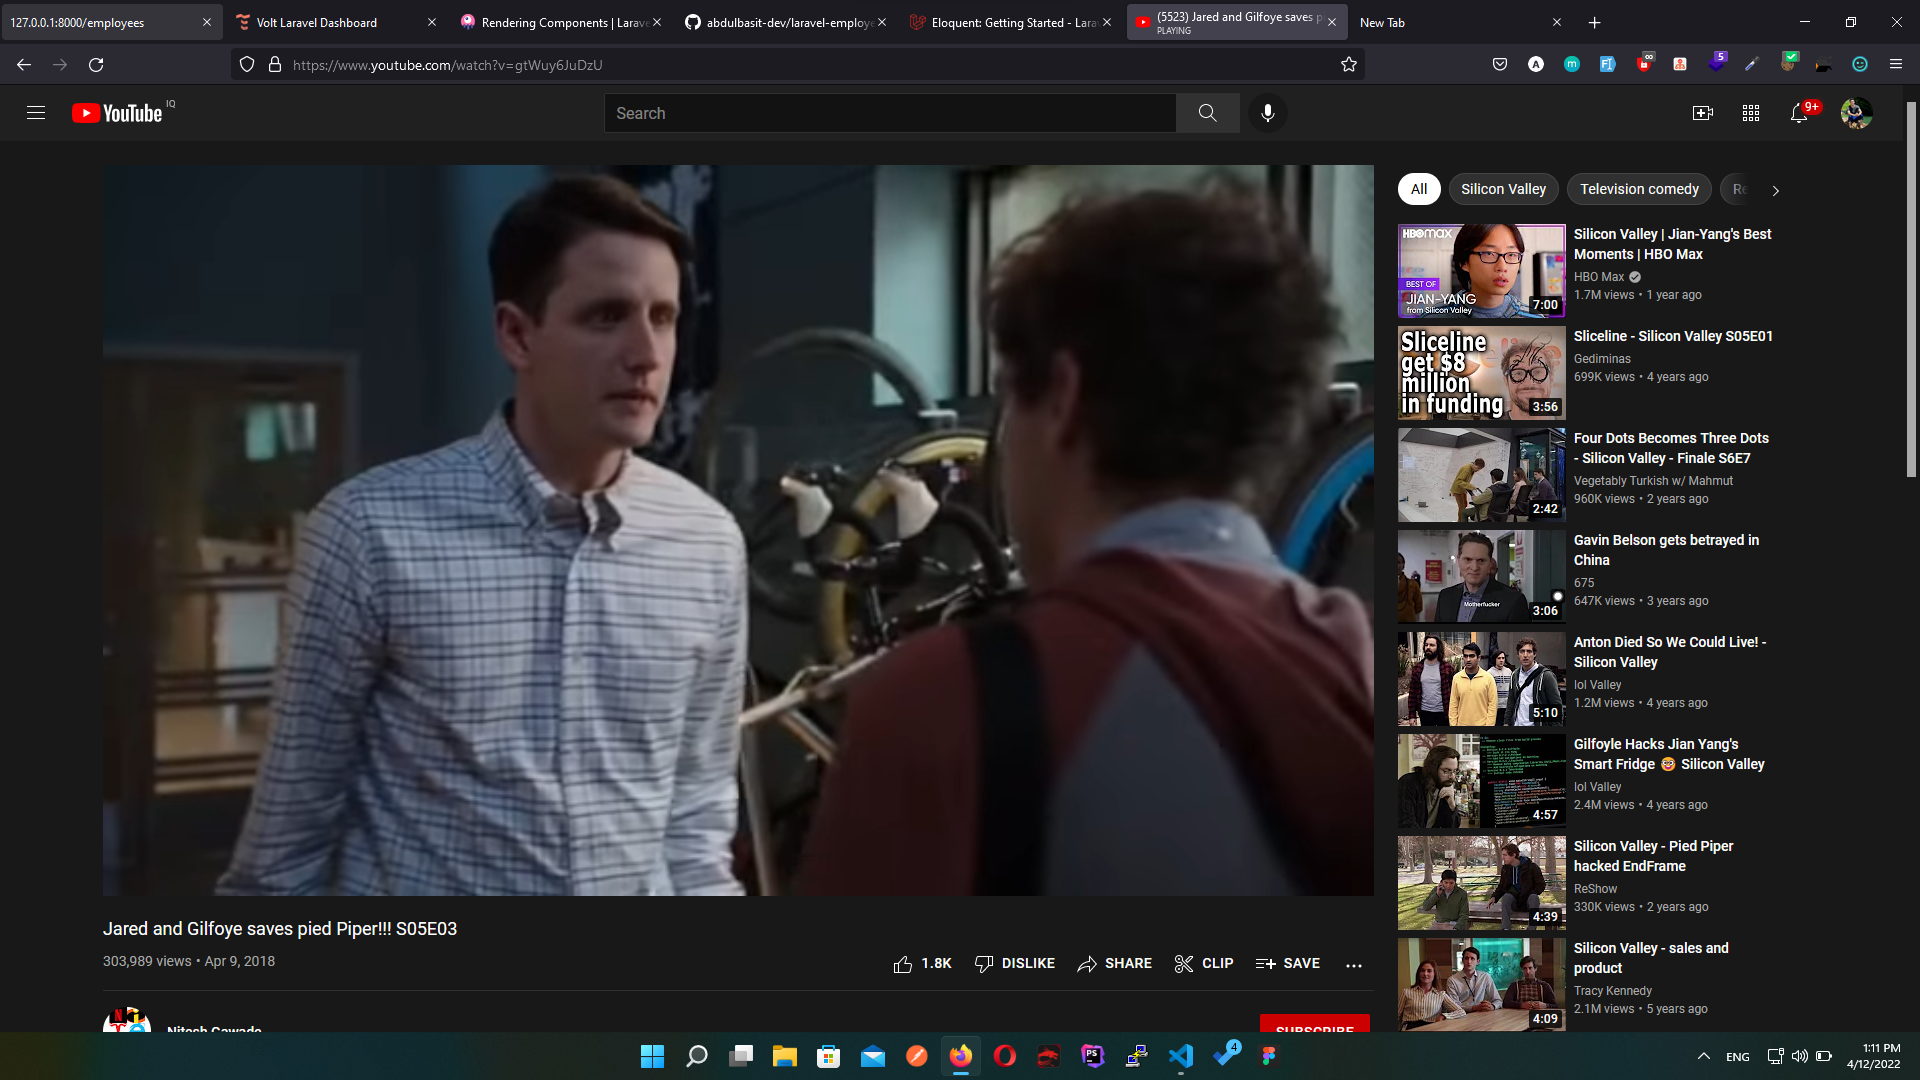 127.0.0.1:8000/employees
Volt Laravel Dashboard
Rendering Components | Larave
abdulbasit-dev/laravel-employe
Eloquent: Getting Started - Lara
(5523) Jared and Gilfoye saves p
PLAYING
New Tab
https://www.youtube.com/watch?v=gtWuy6JuDzU
5
YouTube IQ
Search
9+
All
Silicon Valley
Television comedy
Re
HBOMAX
BEST OF
JIAN-YANG
from Silicon Valley
7:00
Silicon Valley | Jian-Yang's Best
Moments | HBO Max
HBO Max
1.7M views • 1 year ago
Sliceline
get $8
million
in funding
3:56
Sliceline - Silicon Valley S05E01
Gediminas
699K views • 4 years ago
2:42
Four Dots Becomes Three Dots
- Silicon Valley - Finale S6E7
Vegetably Turkish w/ Mahmut
960K views • 2 years ago
Motherfucker
3:06
Gavin Belson gets betrayed in
China
675
647K views • 3 years ago
5:10
Anton Died So We Could Live! -
Silicon Valley
lol Valley
1.2M views • 4 years ago
4:57
Gilfoyle Hacks Jian Yang's
Smart Fridge 🤓 Silicon Valley
lol Valley
2.4M views • 4 years ago
4:39
Silicon Valley - Pied Piper
hacked EndFrame
ReShow
330K views • 2 years ago
4:09
Silicon Valley - sales and
product
Tracy Kennedy
2.1M views • 5 years ago
Jared and Gilfoye saves pied Piper!!! S05E03
303,989 views • Apr 9, 2018
1.8K
DISLIKE
SHARE
CLIP
SAVE
Nitesh Gawade
SUBSCRIBE
PS
4
ENG
1:11 PM
4/12/2022